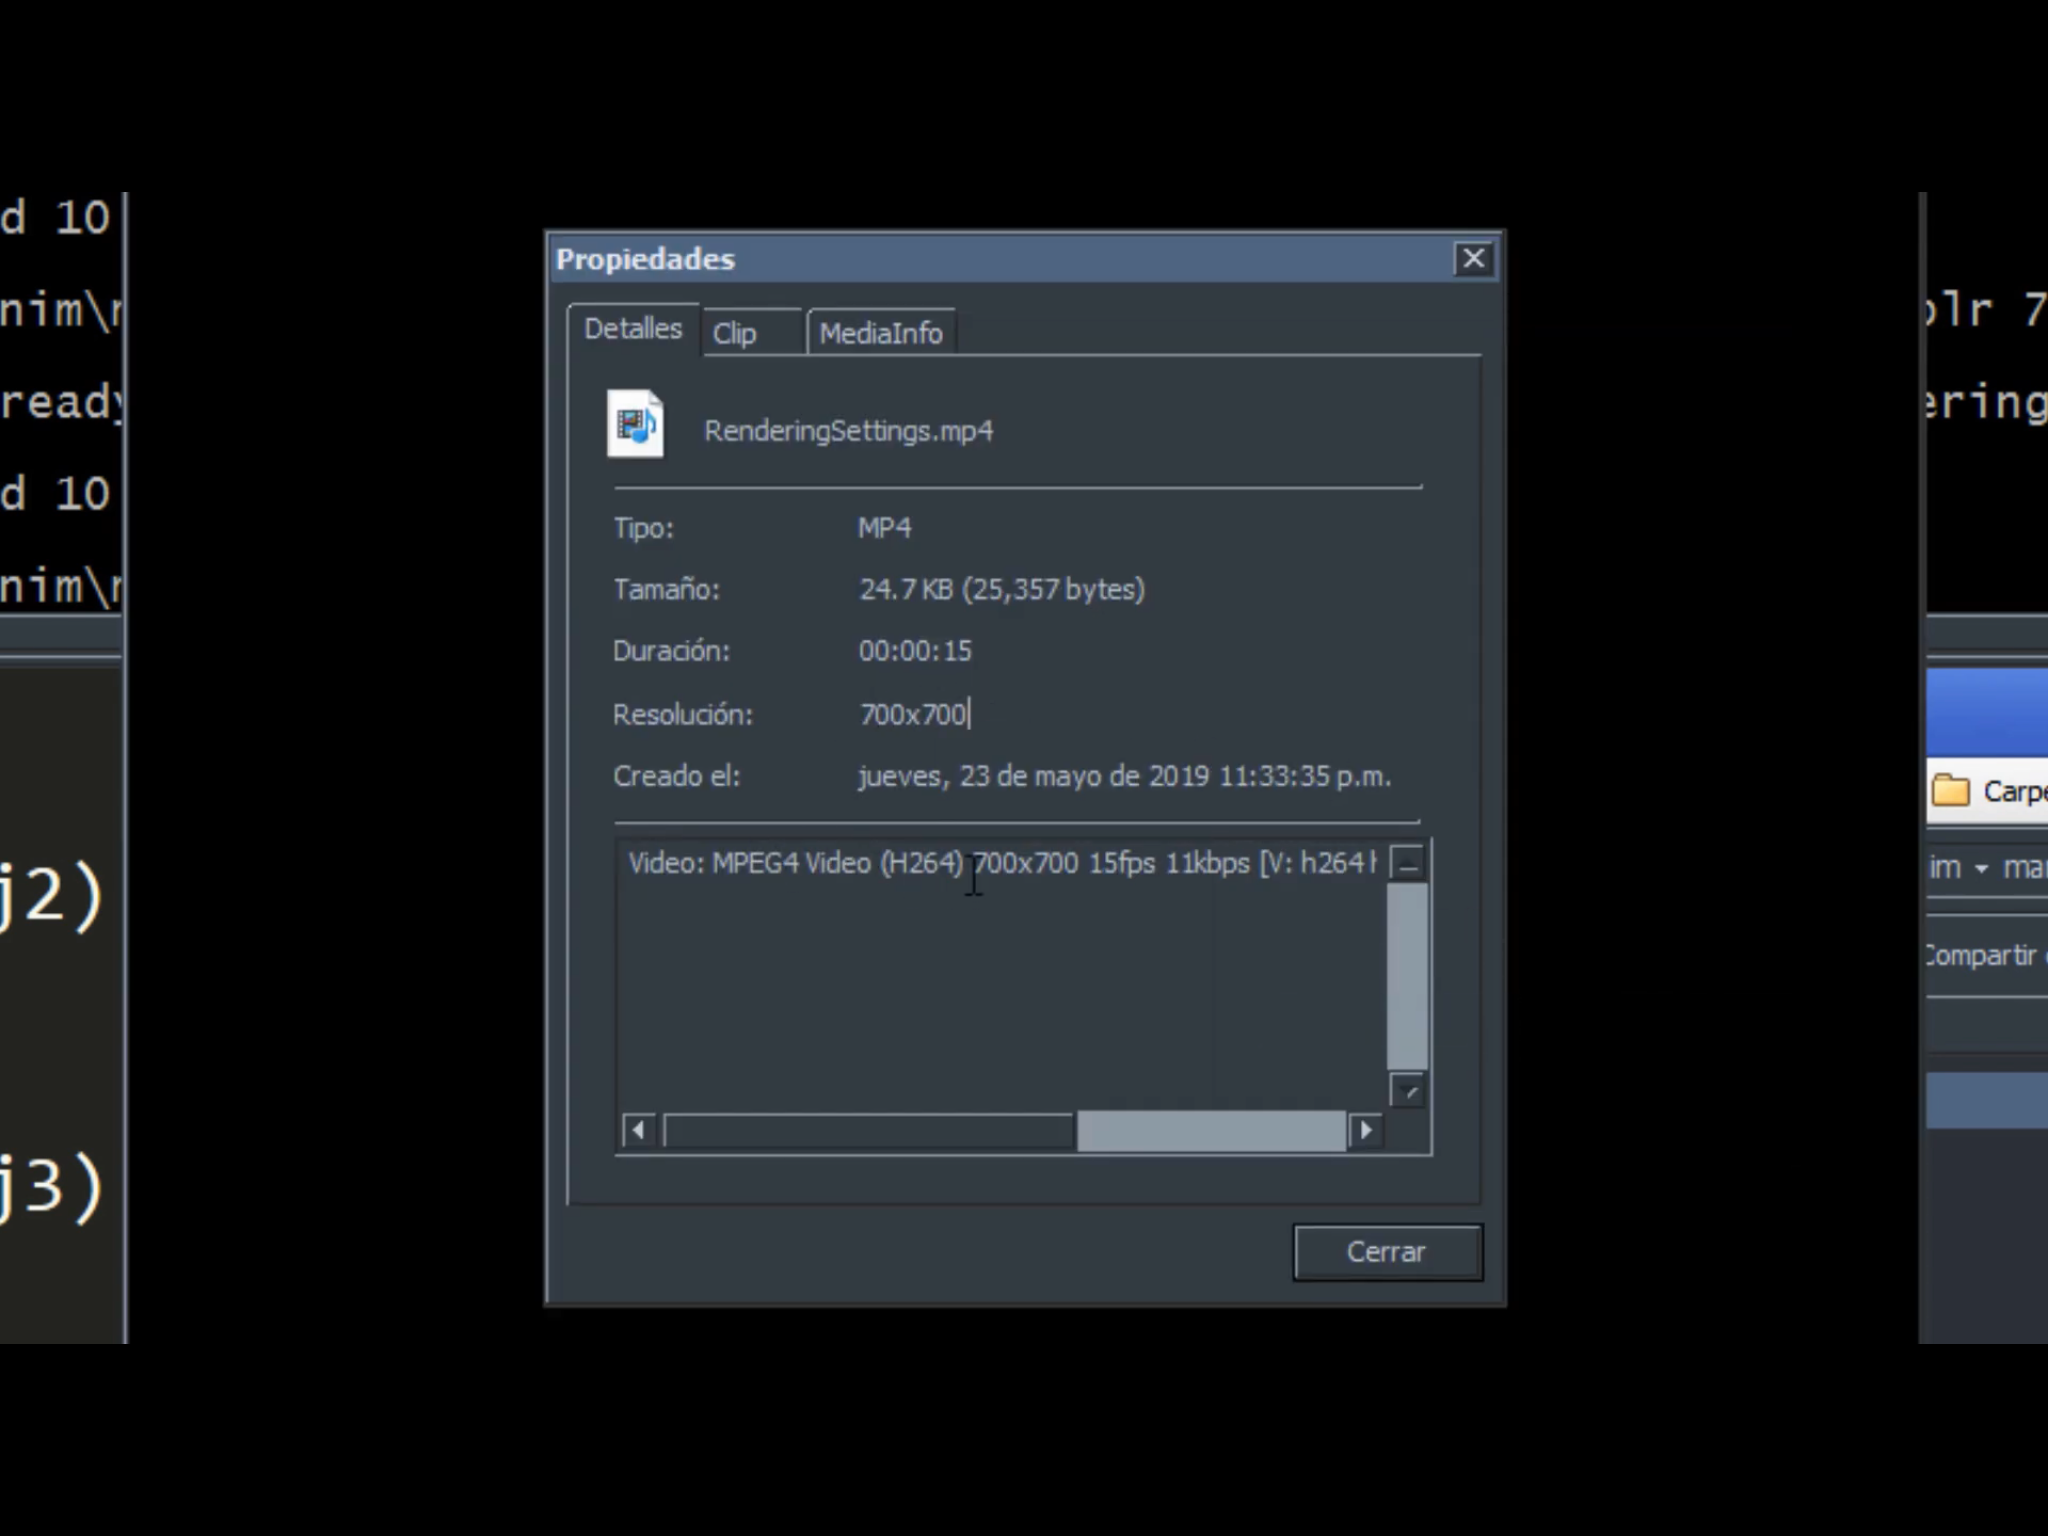 d 10
nim\
ready
d 10
nim\
j2)
j3)
Propiedades
Detalles
Clip
MediaInfo
RenderingSettings.mp4
Tipo: MP4
Tamaño: 24.7 KB (25,357 bytes)
Duración: 00:00:15
Resolución: 700x700
Creado el: jueves, 23 de mayo de 2019 11:33:35 p.m.
Video: MPEG4 Video (H264) 700x700 15fps 11kbps [V: h264 h
Cerrar
lr 7
ering
Carpe
im
ma
Compartir